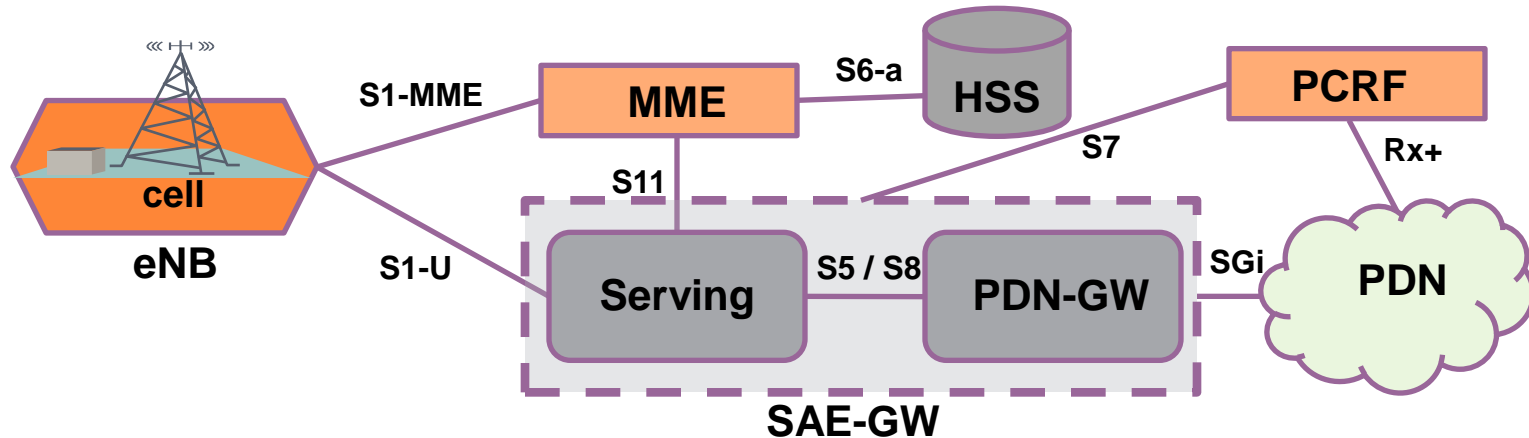 S1-MME
MME
S6-a
HSS
PCRF
S7
Rx+
cell
eNB
S11
S1-U
Serving
S5 / S8
PDN-GW
SGi
PDN
SAE-GW